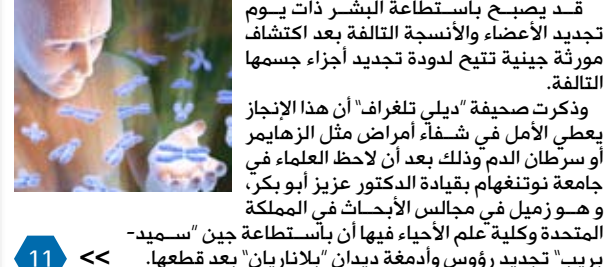 قد يصبح باستطاعة البشر ذات يوم
تجديد الأعضاء والأنسجة التالفة بعد اكتشاف
مورثة جينية تتيح لدودة تجديد أجزاء جسمها
التالفة.
وذكرت صحيفة "ديلي تلغراف" أن هذا الإنجاز
يعطي الأمل في شفاء أمراض مثل الزهايمر
أو سرطان الدم وذلك بعد أن لاحظ العلماء في
جامعة نوتنغهام بقيادة الدكتور عزيز أبو بكر،
و هو زميل في مجالس الأبحاث في المملكة
المتحدة وكلية علم الأحياء فيها أن باستطاعة جين "سميد-
بريب" تجديد رؤوس وأدمغة ديدان "بلاناريان" بعد قطعها.
>> 11